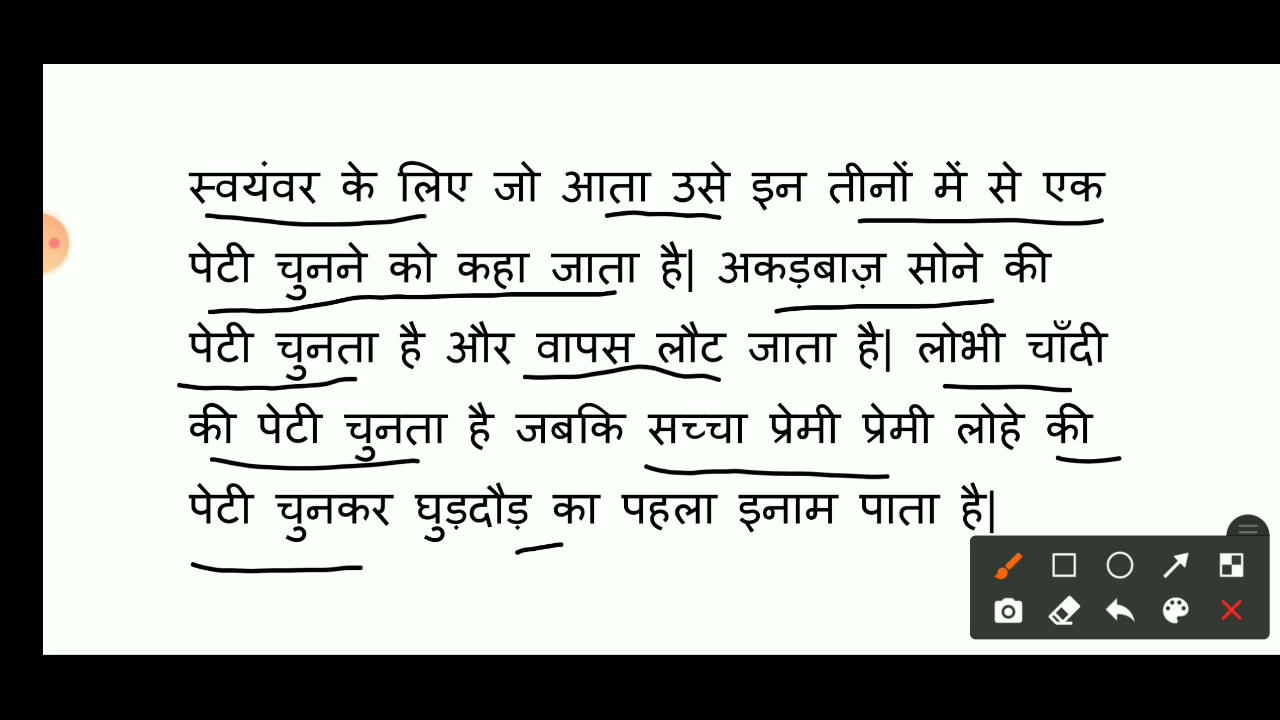 स्वयंवर के लिए जो आता उसे इन तीनों में से एक
पेटी चुनने को कहा जाता है| अकड़बाज़ सोने की
पेटी चुनता है और वापस लौट जाता है| लोभी चाँदी
की पेटी चुनता है जबकि सच्चा प्रेमी प्रेमी लोहे की
पेटी चुनकर घुड़दौड़ का पहला इनाम पाता है|